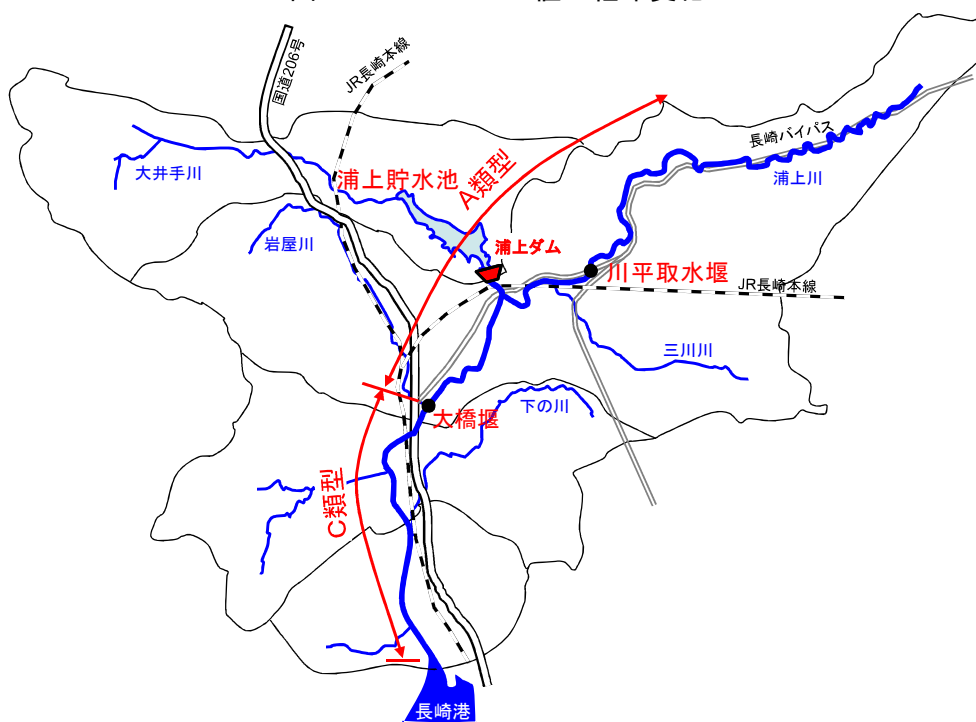 国道206号
JR長崎本線
長崎バイパス
浦上川
大井手川
浦上貯水池
A類型
岩屋川
浦上ダム
川平取水堰
JR長崎本線
三川川
下の川
大橋堰
C類型
長崎港